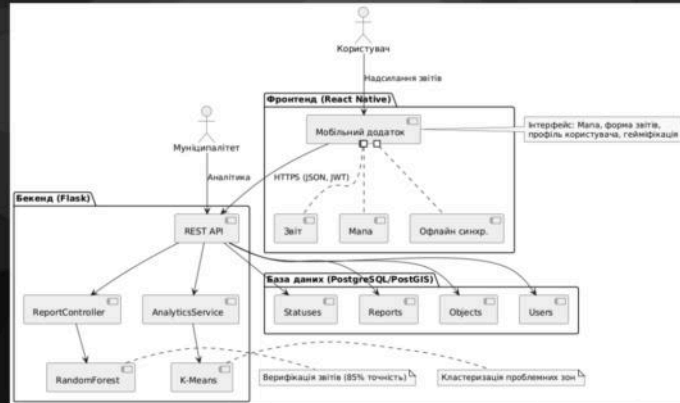 Користувач
Надсилання звітів
Фронтенд (React Native)
Мобільний додаток
Інтерфейс: Мапа, форма звітів,
профіль користувача, гейміфікація
Муніципалітет
Аналітика
HTTPS (JSON, JWT)
Звіт
Мапа
Офлайн синхр.
Бекенд (Flask)
REST API
База даних (PostgreSQL/PostGIS)
Statuses
Reports
Objects
Users
ReportController
AnalyticsService
RandomForest
K-Means
Верифікація звітів (85% точність)
Кластеризація проблемних зон